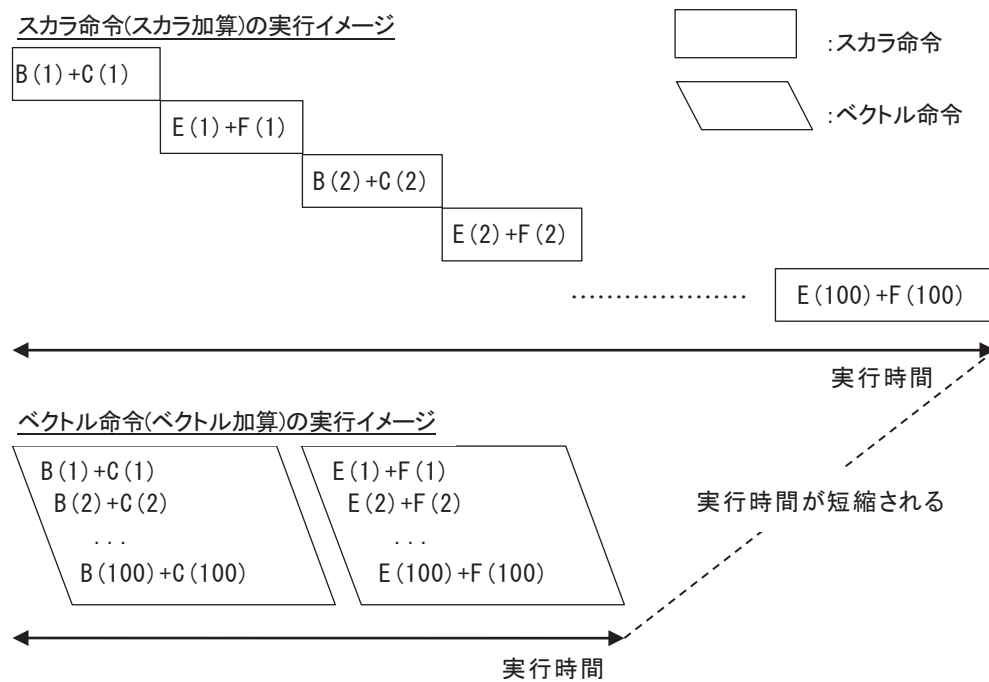 スカラ命令(スカラ加算)の実行イメージ
:スカラ命令
:ベクトル命令
B(1)+C(1)
E(1)+F(1)
B(2)+C(2)
E(2)+F(2)
.....................
E(100)+F(100)
実行時間
ベクトル命令(ベクトル加算)の実行イメージ
B(1)+C(1)
B(2)+C(2)
...
B(100)+C(100)
E(1)+F(1)
E(2)+F(2)
...
E(100)+F(100)
実行時間が短縮される
実行時間